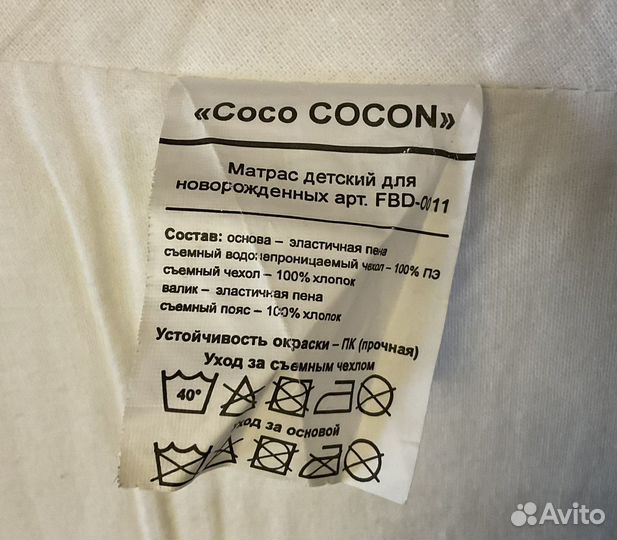 «Coco COCON»
Матрас детский для
новорожденных арт. FBD-0011
Состав: основа – эластичная пена
съемный водонепроницаемый чехол – 100% ПЭ
съемный чехол – 100% хлопок
валик – эластичная пена
съемный пояс – 100% хлопок
Устойчивость окраски – ПК (прочная)
Уход за съемным чехлом
40°
Уход за основой
Avito